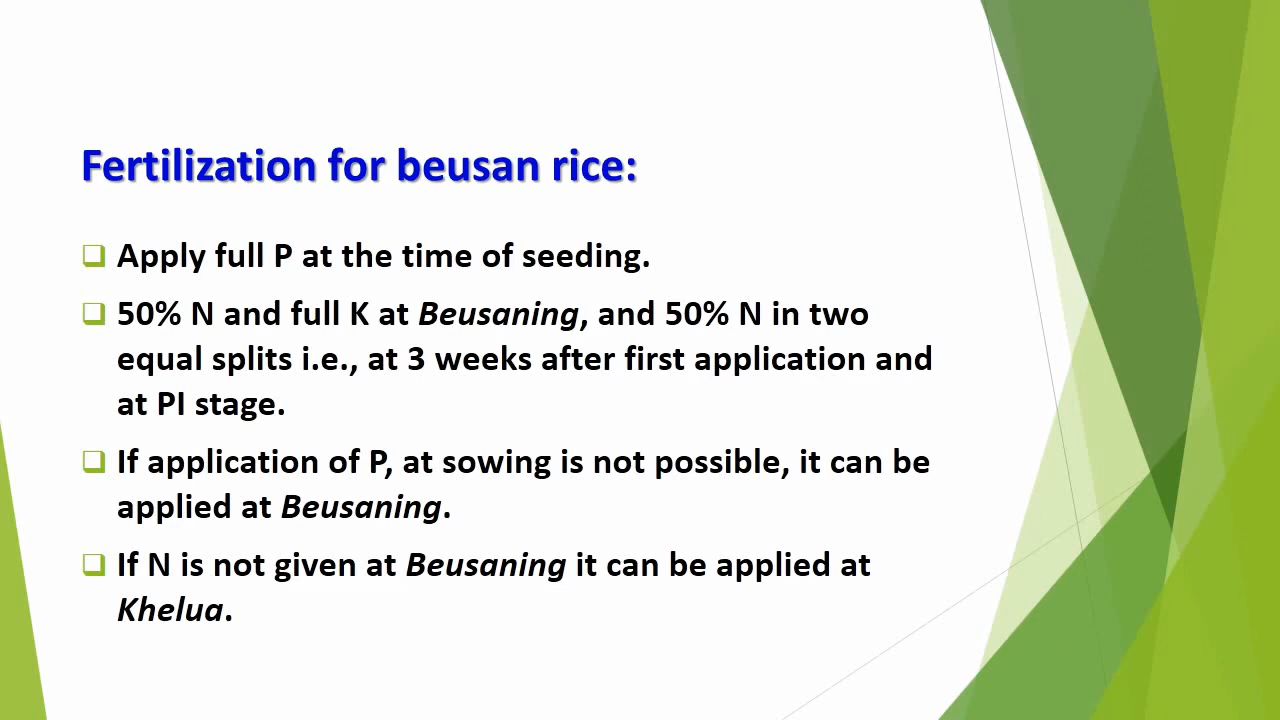 Fertilization for beusan rice:
Apply full P at the time of seeding.
50% N and full K at Beusaning, and 50% N in two
equal splits i.e., at 3 weeks after first application and
at PI stage.
If application of P, at sowing is not possible, it can be
applied at Beusaning.
If N is not given at Beusaning it can be applied at
Khelua.